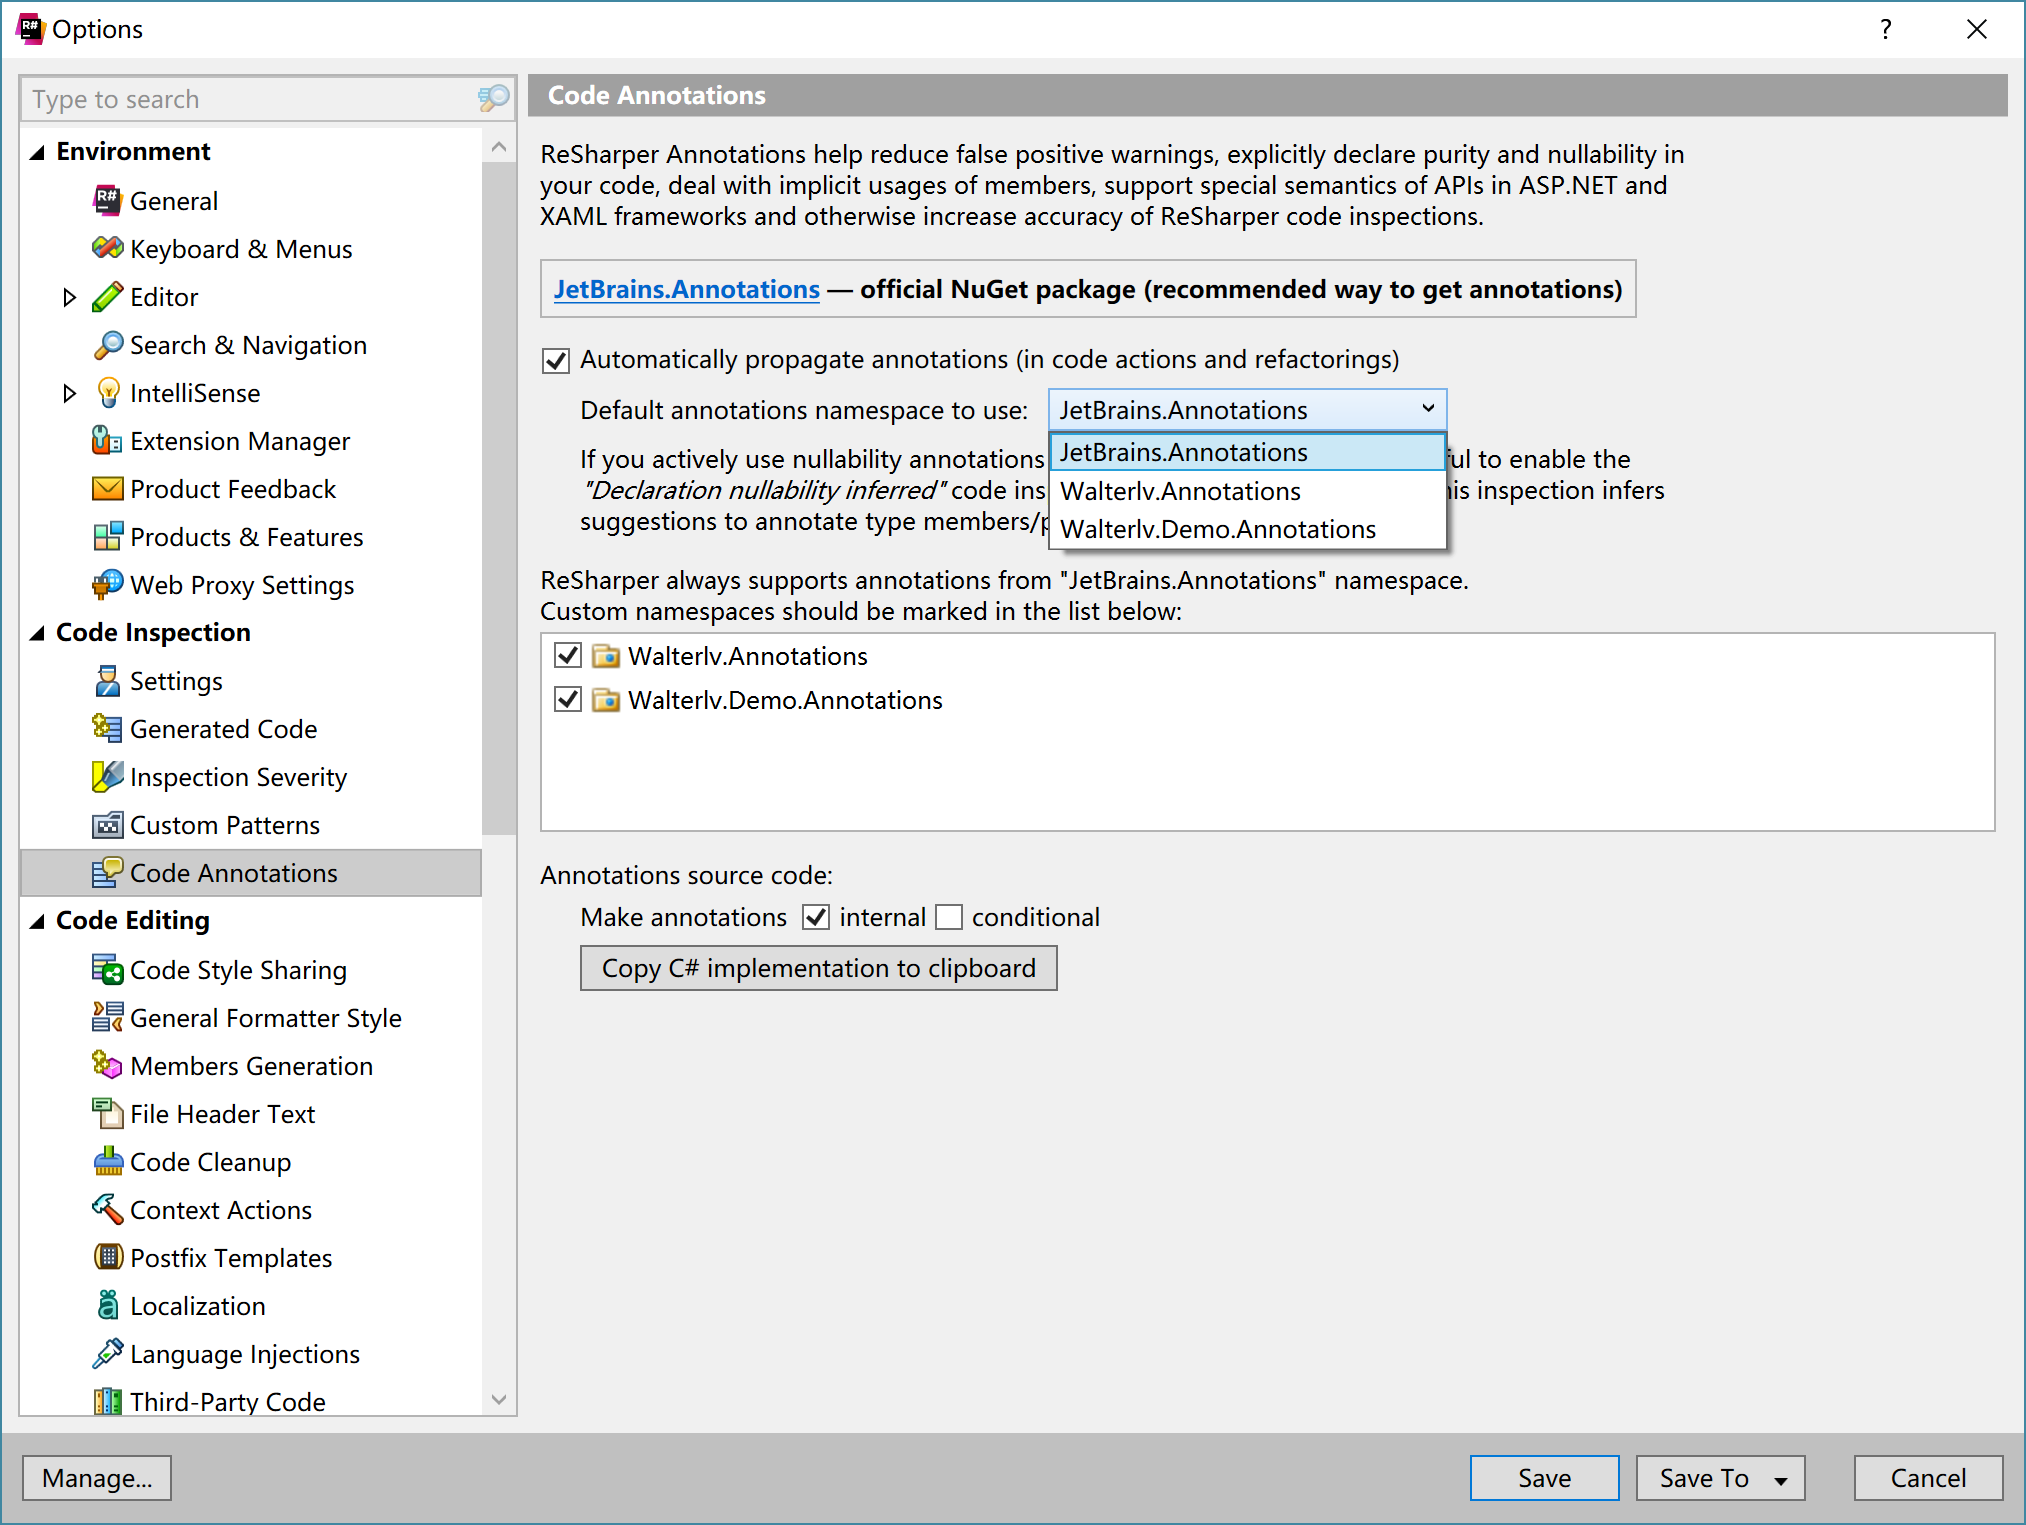 Options
?
Type to search
Environment
R# General
Keyboard & Menus
Editor
Search & Navigation
IntelliSense
Extension Manager
Product Feedback
Products & Features
Web Proxy Settings
Code Inspection
Settings
Generated Code
Inspection Severity
Custom Patterns
Code Annotations
Code Editing
Code Style Sharing
General Formatter Style
Members Generation
File Header Text
Code Cleanup
Context Actions
Postfix Templates
Localization
Language Injections
Third-Party Code
Code Annotations
ReSharper Annotations help reduce false positive warnings, explicitly declare purity and nullability in
your code, deal with implicit usages of members, support special semantics of APIs in ASP.NET and
XAML frameworks and otherwise increase accuracy of ReSharper code inspections.
JetBrains.Annotations — official NuGet package (recommended way to get annotations)
Automatically propagate annotations (in code actions and refactorings)
Default annotations namespace to use: JetBrains.Annotations
JetBrains.Annotations
Walterlv.Annotations
Walterlv.Demo.Annotations
If you actively use nullability annotations ful to enable the
"Declaration nullability inferred" code ins his inspection infers
suggestions to annotate type members/p
ReSharper always supports annotations from "JetBrains.Annotations" namespace.
Custom namespaces should be marked in the list below:
Walterlv.Annotations
Walterlv.Demo.Annotations
Annotations source code:
Make annotations internal conditional
Copy C# implementation to clipboard
Manage...
Save
Save To
Cancel